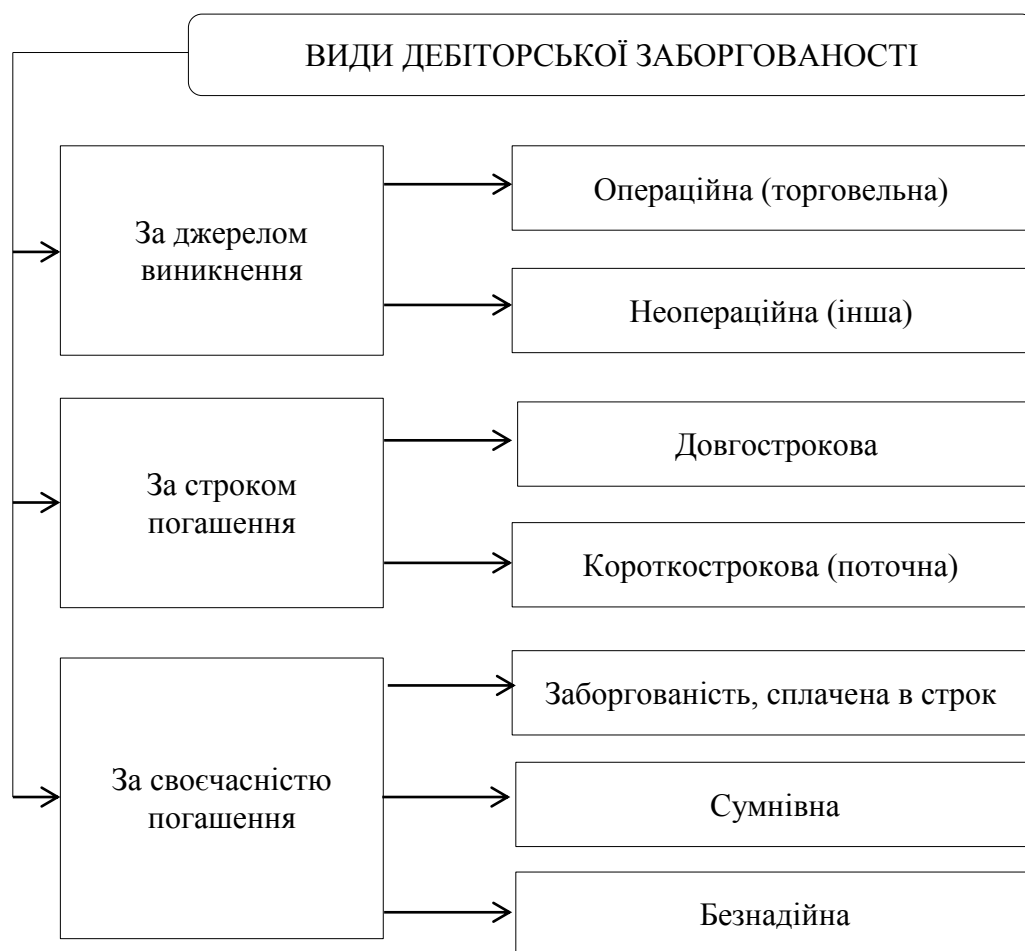 ВИДИ ДЕБІТОРСЬКОЇ ЗАБОРГОВАНОСТІ
За джерелом
виникнення
Операційна (торговельна)
Неопераційна (інша)
За строком
погашення
Довгострокова
Короткострокова (поточна)
За своєчасністю
погашення
Заборгованість, сплачена в строк
Сумнівна
Безнадійна